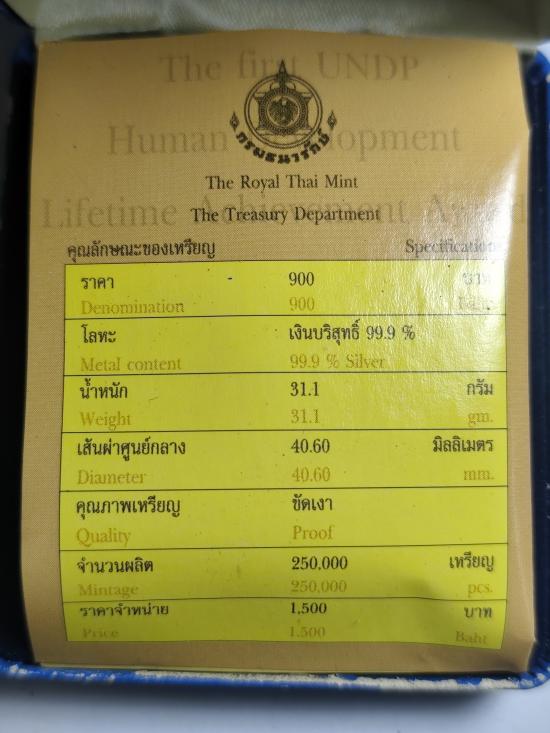 The first UNDP
Human Development
Lifetime Achievement Award
กรมธนารักษ์
The Royal Thai Mint
The Treasury Department
คุณลักษณะของเหรียญ Specification
ราคา 900 บาท
Denomination 900 Baht
โลหะ เงินบริสุทธิ์ 99.9 %
Metal content 99.9 % Silver
น้ำหนัก 31.1 กรัม
Weight 31.1 gm.
เส้นผ่าศูนย์กลาง 40.60 มิลลิเมตร
Diameter 40.60 mm.
คุณภาพเหรียญ ขัดเงา
Quality Proof
จำนวนผลิต 250,000 เหรียญ
Mintage 250,000 pcs.
ราคาจำหน่าย 1,500 บาท
Price 1,500 Baht